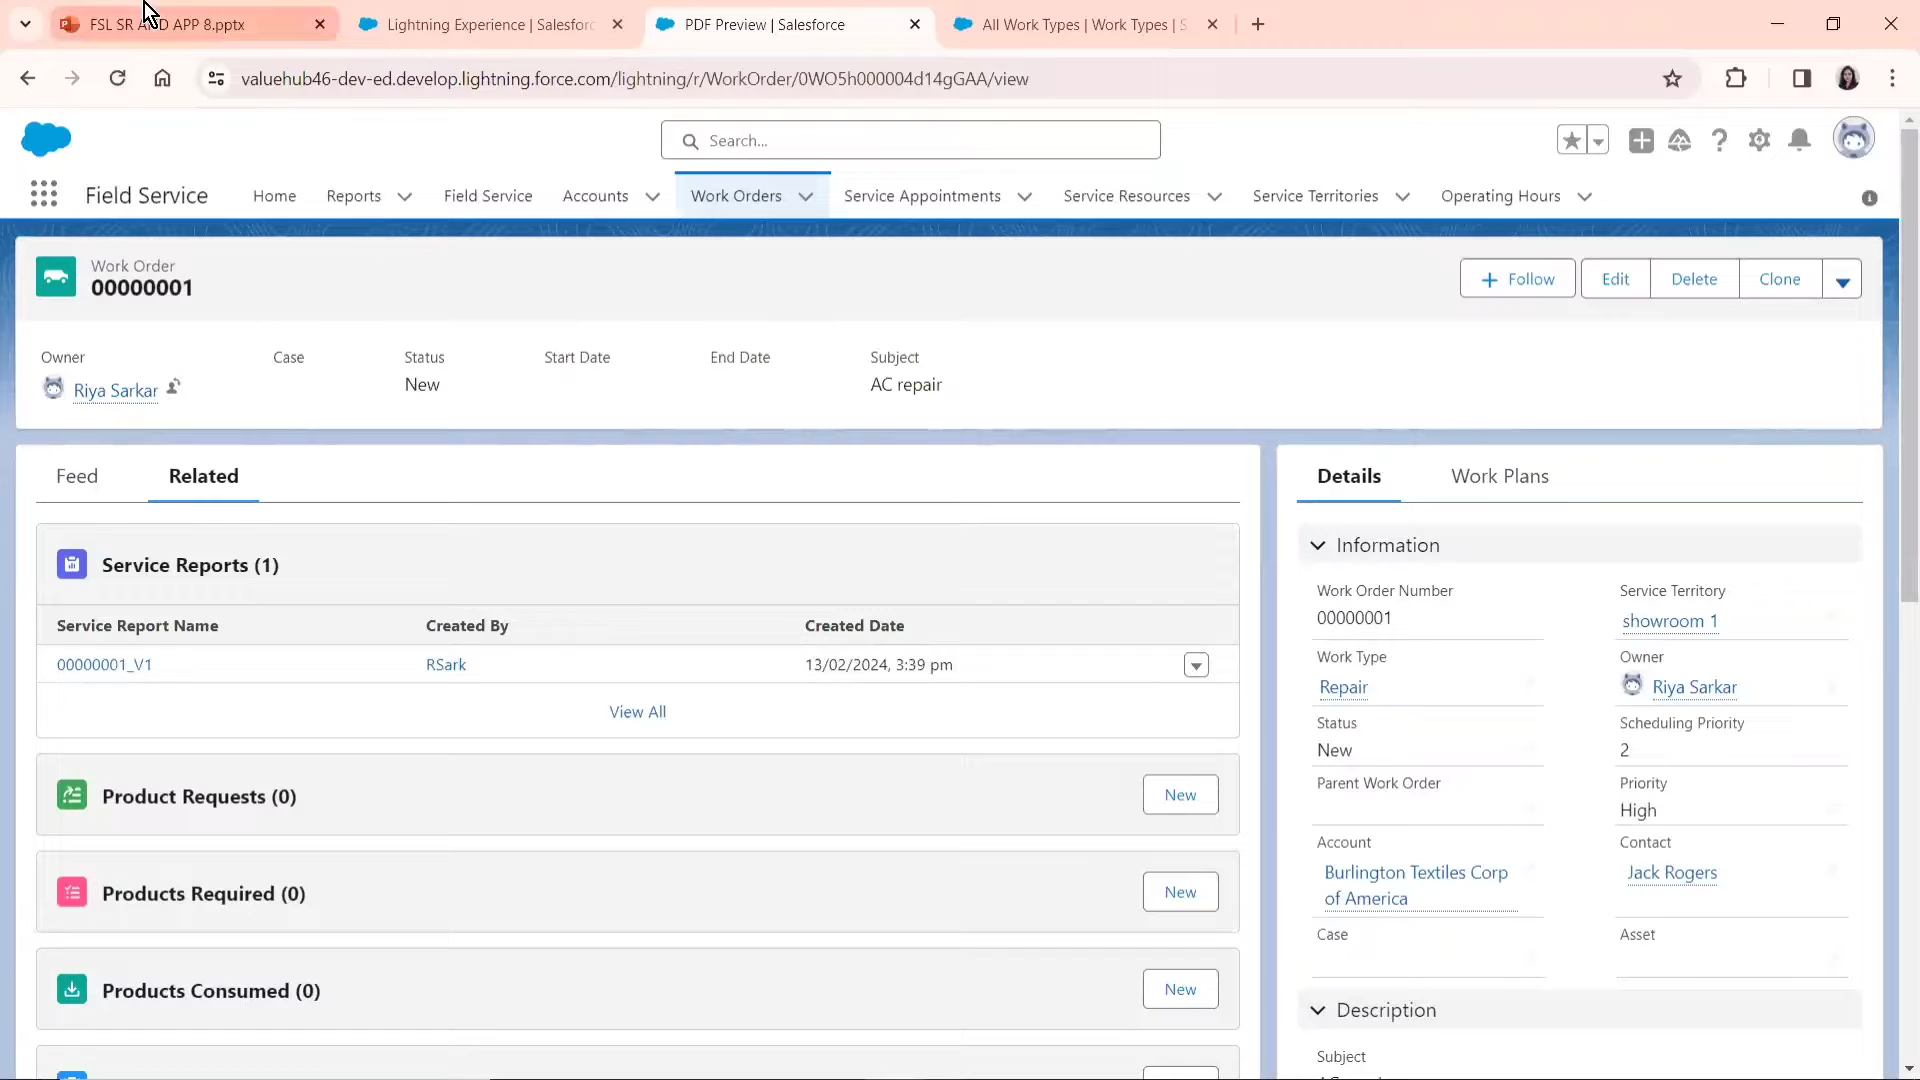 FSL SR AND APP 8.pptx
Lightning Experience | Salesforc
PDF Preview | Salesforce
All Work Types | Work Types | S
valuehub46-dev-ed.develop.lightning.force.com/lightning/r/WorkOrder/0WO5h000004d14gGAA/view
Search...
Field Service
Home
Reports
Field Service
Accounts
Work Orders
Service Appointments
Service Resources
Service Territories
Operating Hours
Work Order
00000001
Follow
Edit
Delete
Clone
Owner
Case
Status
Start Date
End Date
Subject
Riya Sarkar
New
AC repair
Feed
Related
Service Reports (1)
Service Report Name
Created By
Created Date
00000001_V1
RSark
13/02/2024, 3:39 pm
View All
Product Requests (0)
New
Products Required (0)
New
Products Consumed (0)
New
Details
Work Plans
Information
Work Order Number
00000001
Service Territory
showroom 1
Work Type
Repair
Owner
Riya Sarkar
Status
New
Scheduling Priority
2
Parent Work Order
Priority
High
Account
Burlington Textiles Corp
of America
Contact
Jack Rogers
Case
Asset
Description
Subject